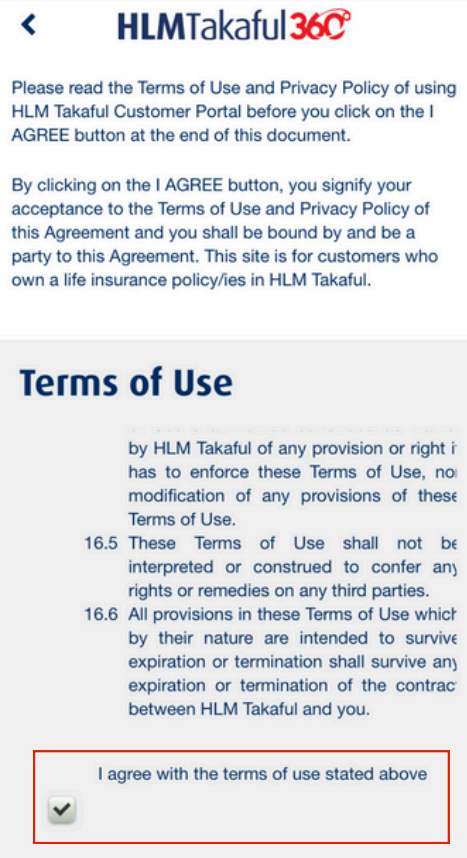 HLMTakaful360°
Please read the Terms of Use and Privacy Policy of using
HLM Takaful Customer Portal before you click on the I
AGREE button at the end of this document.
By clicking on the I AGREE button, you signify your
acceptance to the Terms of Use and Privacy Policy of
this Agreement and you shall be bound by and be a
party to this Agreement. This site is for customers who
own a life insurance policy/ies in HLM Takaful.
Terms of Use
by HLM Takaful of any provision or right
has to enforce these Terms of Use,
modification of any provisions of these
Terms of Use.
16.5 These Terms of Use shall not be
interpreted or construed to confer any
rights or remedies on any third parties.
16.6 All provisions in these Terms of Use which
by their nature are intended to survive
expiration or termination shall survive any
expiration or termination of the contrac
between HLM Takaful and you.
I agree with the terms of use stated above